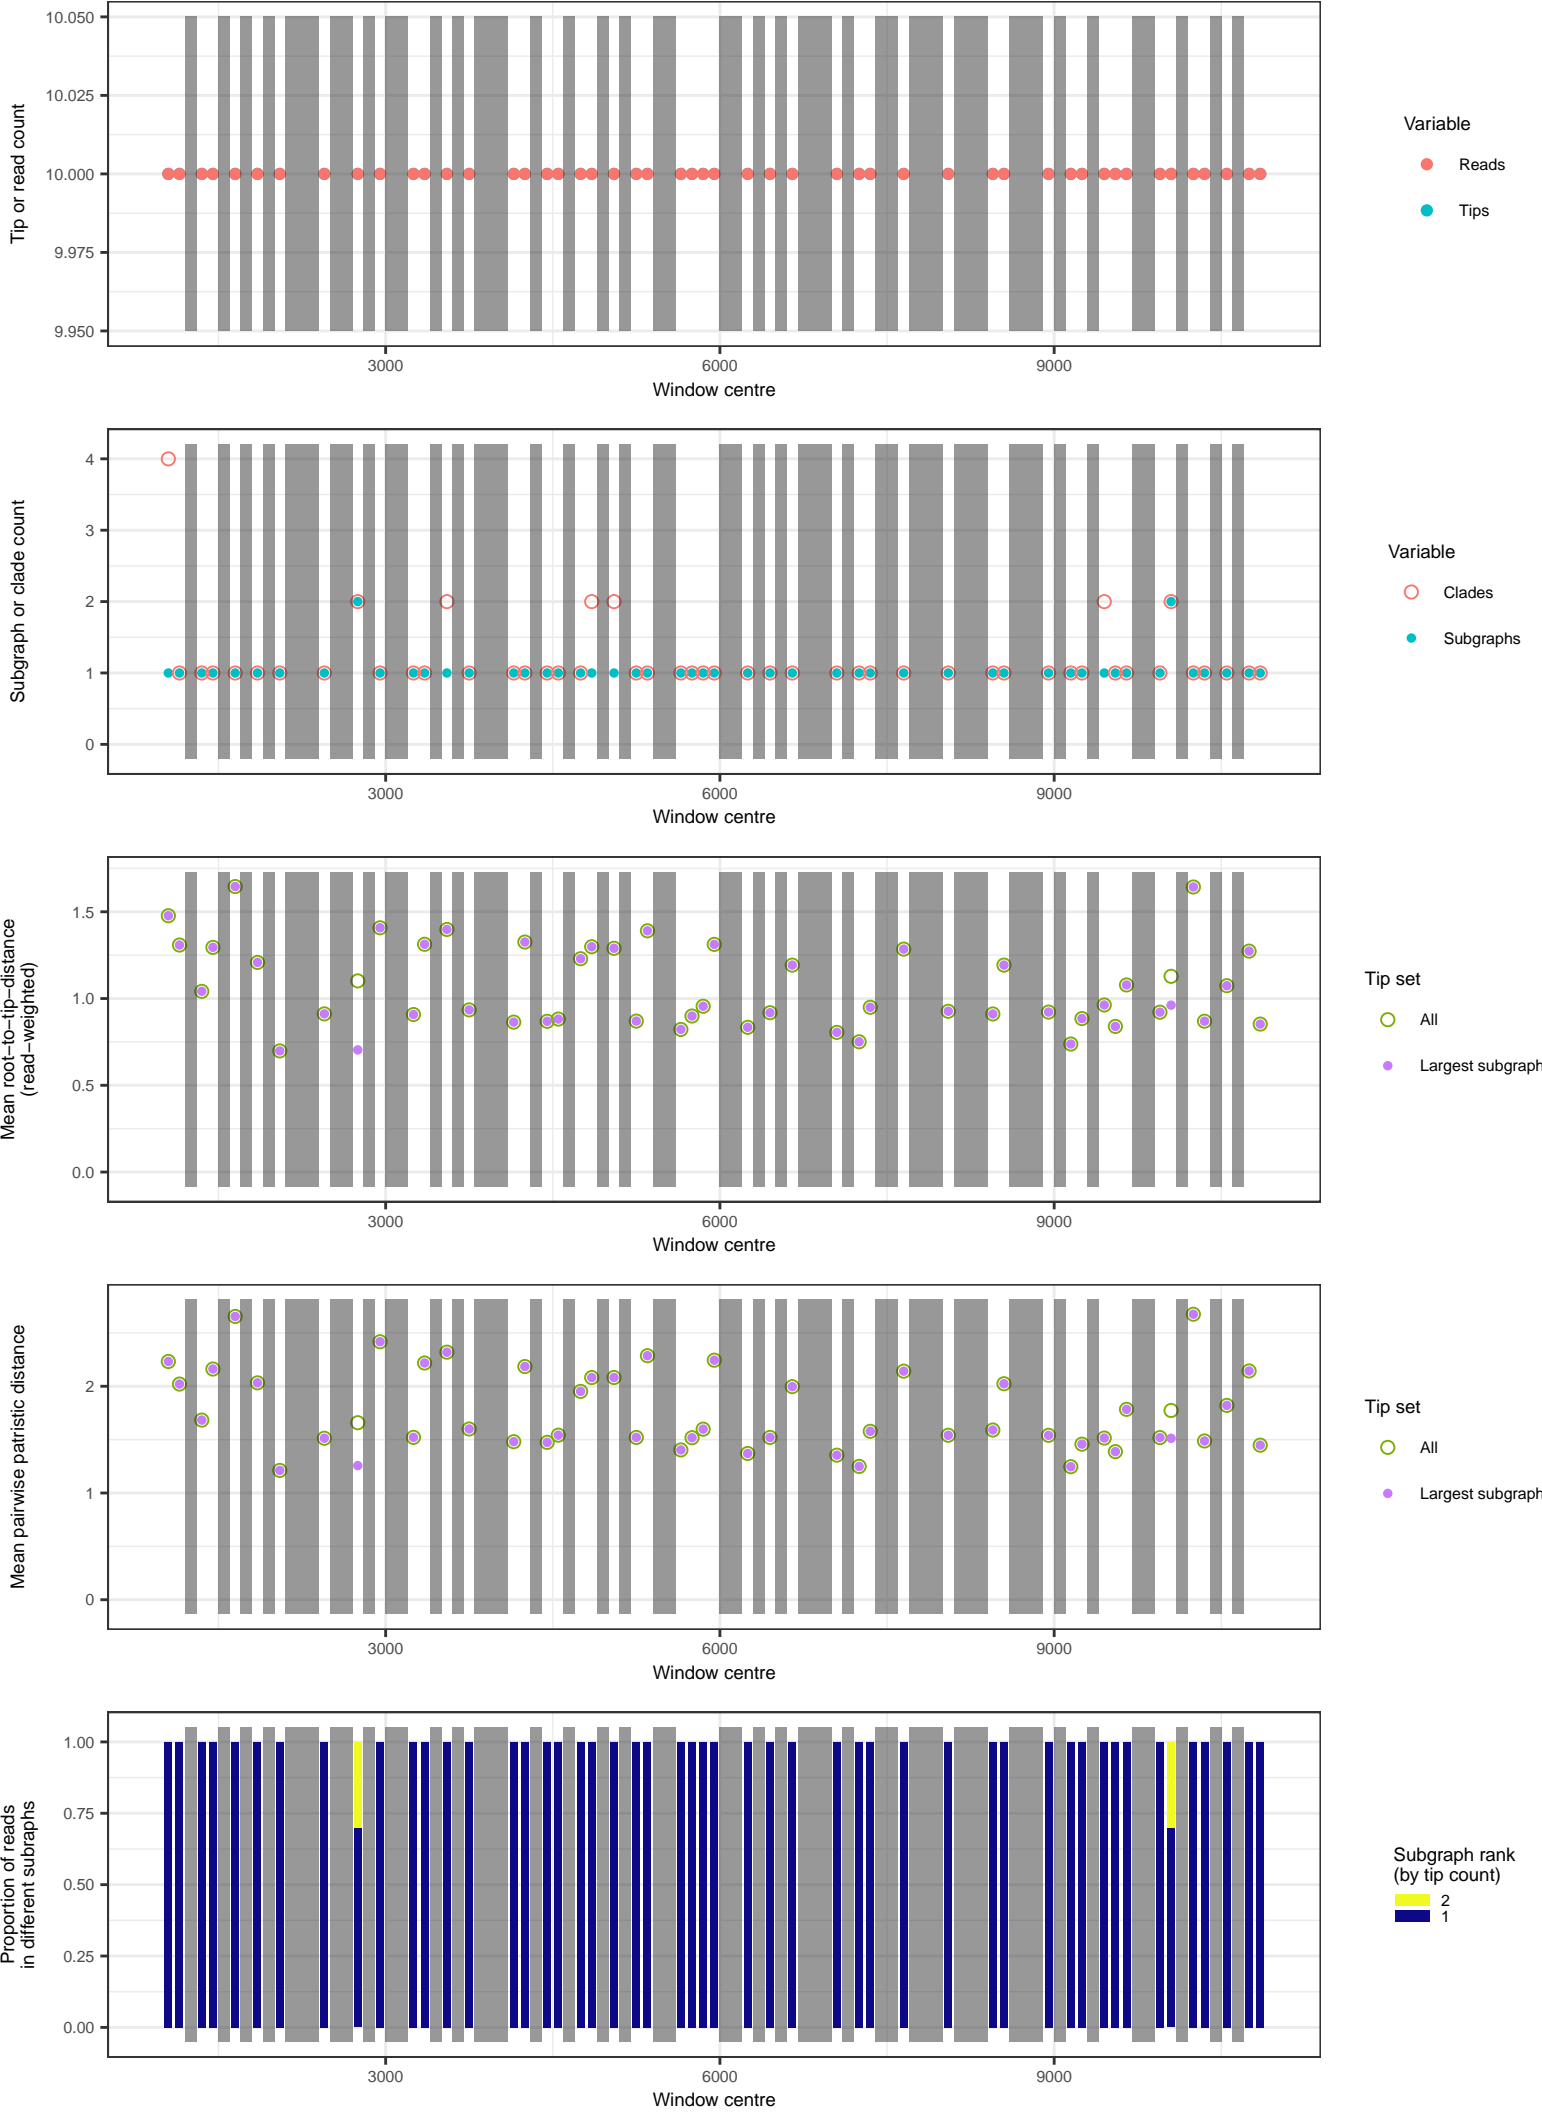 10.050
10.025
10.000
9.975
9.950
Tip or read count
3000
6000
9000
Window centre
Variable
Reads
Tips
4
3
2
1
0
Subgraph or clade count
3000
6000
9000
Window centre
Variable
Clades
Subgraphs
1.5
1.0
0.5
0.0
Mean root−to−tip−distance
(read−weighted)
3000
6000
9000
Window centre
Tip set
All
Largest subgraph
2
1
0
Mean pairwise patristic distance
3000
6000
9000
Window centre
Tip set
All
Largest subgraph
1.00
0.75
0.50
0.25
0.00
Proportion of reads
in different subraphs
3000
6000
9000
Window centre
Subgraph rank
(by tip count)
2
1